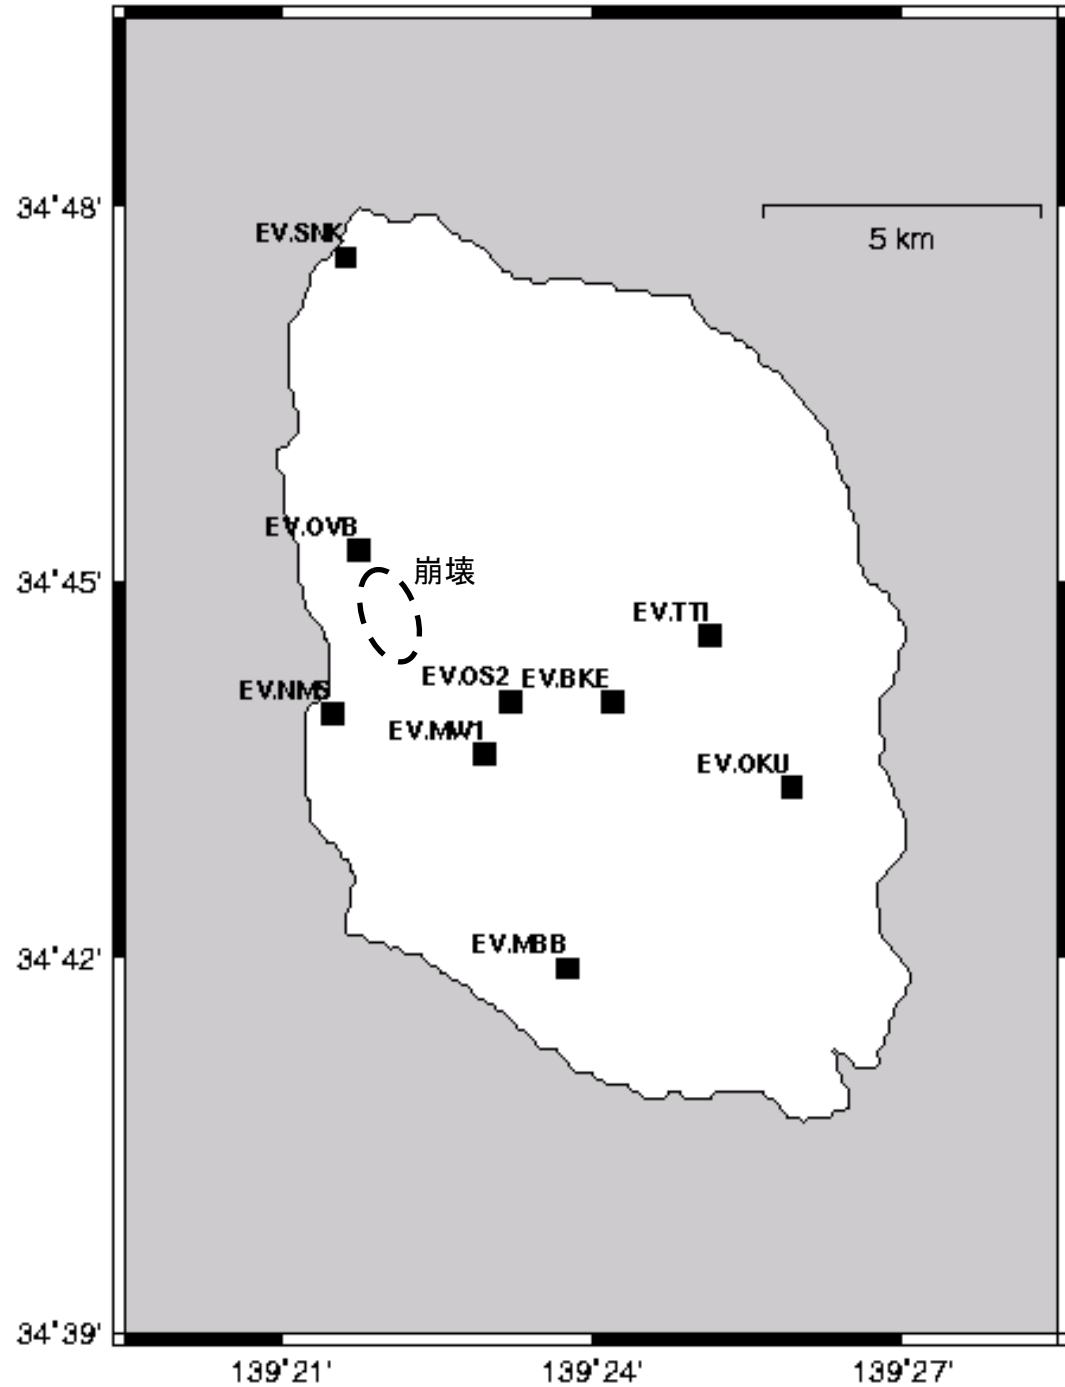 34°48'
EV.SNK
5 km
EV.OVB
崩壊
34°45'
EV.TTI
EV.OS2
EV.BKE
EV.NMS
EV.MW1
EV.OKU
EV.MBB
34°42'
34°39'
139°21'
139°24'
139°27'